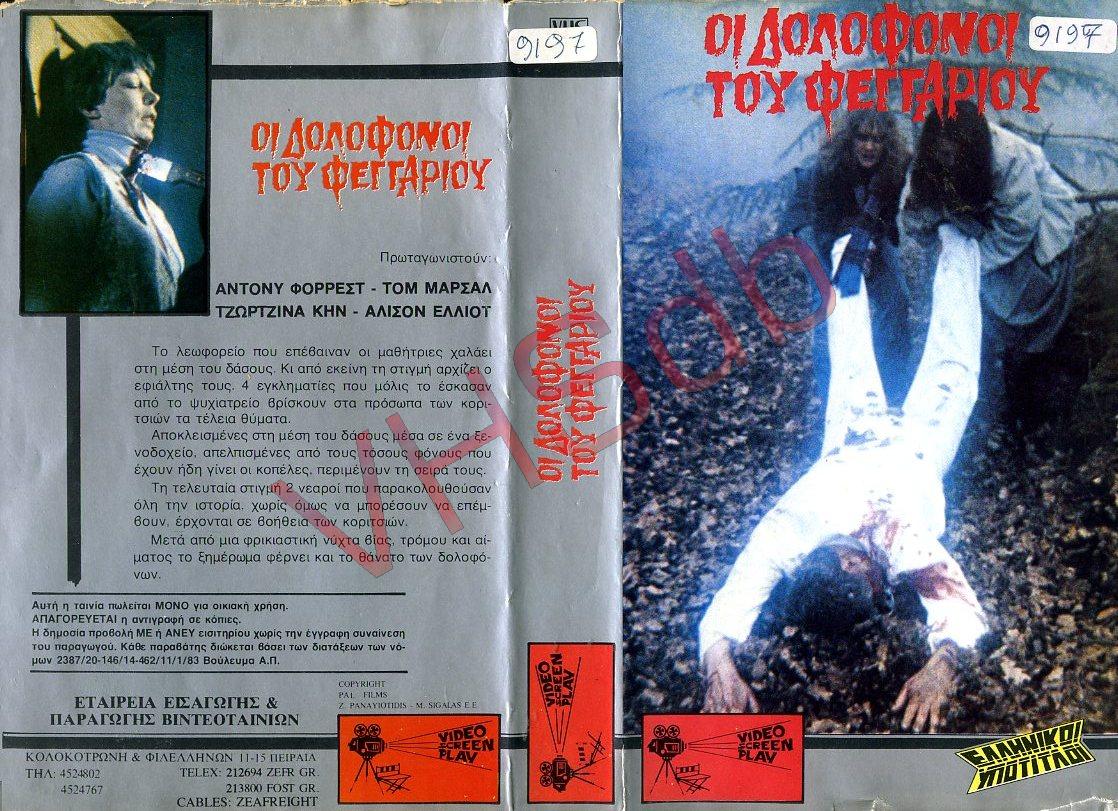 VHS
9197
ΟΙ ΔΟΛΟΦΟΝΟΙ
ΤΟΥ ΦΕΓΓΑΡΙΟΥ
Πρωταγωνιστούν:
ΑΝΤΟΝΥ ΦΟΡΡΕΣΤ - ΤΟΜ ΜΑΡΣΑΛ
ΤΖΩΡΤΖΙΝΑ ΚΗΝ - ΑΛΙΣΟΝ ΕΛΛΙΟΤ
Το λεωφορείο που επέβαιναν οι μαθήτριες χαλάει
στη μέση του δάσους. Κι από εκείνη τη στιγμή αρχίζει ο
εφιάλτης τους. 4 εγκληματίες που μόλις το έσκασαν
από το ψυχιατρείο βρίσκουν στα πρόσωπα των κορι-
τσιών τα τέλεια θύματα.
Αποκλεισμένες στη μέση του δάσους μέσα σε ένα ξε-
νοδοχείο, απελπισμένες από τους τόσους φόνους που
έχουν ήδη γίνει οι κοπέλες, περιμένουν τη σειρά τους.
Τη τελευταία στιγμή 2 νεαροί που παρακολουθούσαν
όλη την ιστορία, χωρίς όμως να μπορέσουν να επέμ-
βουν, έρχονται σε βοήθεια των κοριτσιών.
Μετά από μια φρικιαστική νύχτα βίας, τρόμου και αί-
ματος το ξημέρωμα φέρνει και το θάνατο των δολοφό-
νων.
Αυτή η ταινία πωλείται ΜΟΝΟ για οικιακή χρήση.
ΑΠΑΓΟΡΕΥΕΤΑΙ η αντιγραφή σε κόπιες.
Η δημοσία προβολή ΜΕ ή ΑΝΕΥ εισιτηρίου χωρίς την έγγραφη συναίνεση
του παραγωγού. Κάθε παραβάτης διώκεται βάσει των διατάξεων των νό-
μων 2387/20-146/14-462/11/1/83 Βούλευμα Α.Π.
COPYRIGHT
PAL FILMS
Z. PANAYIOTIDIS - M. SIGALAS E.E
ΕΤΑΙΡΕΙΑ ΕΙΣΑΓΩΓΗΣ &
ΠΑΡΑΓΩΓΗΣ ΒΙΝΤΕΟΤΑΙΝΙΩΝ
ΚΟΛΟΚΟΤΡΩΝΗ & ΦΙΛΕΛΛΗΝΩΝ 11-15 ΠΕΙΡΑΙΑ
ΤΗΛ: 4524802
4524767
TELEX: 212694 ZEFR GR.
213800 FOST GR.
CABLES: ZEAFREIGHT
VIDEO
SCREEN
PLAY
ΟΙ ΔΟΛΟΦΟΝΟΙ
ΤΟΥ ΦΕΓΓΑΡΙΟΥ
VIDEO
SCREEN
PLAY
ΟΙ ΔΟΛΟΦΟΝΟΙ
ΤΟΥ ΦΕΓΓΑΡΙΟΥ
9197
VIDEO
SCREEN
PLAY
ΕΛΛΗΝΙΚΟΙ
ΥΠΟΤΙΤΛΟΙ
VHSdb